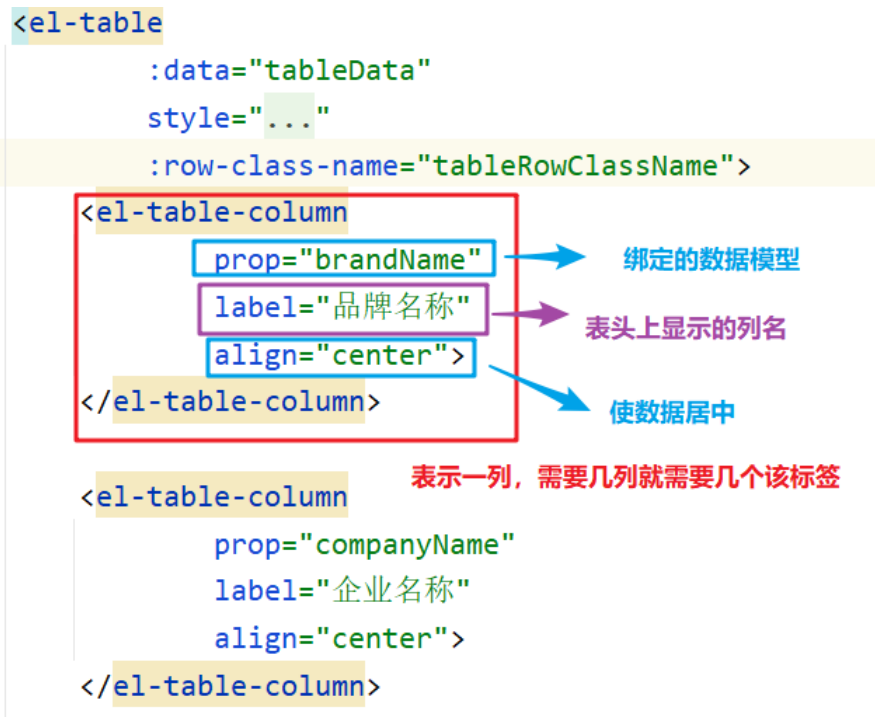 <el-table
:data="tableData"
style="..."
:row-class-name="tableRowClassName">
<el-table-column
prop="brandName"
绑定的数据模型
label="品牌名称"
表头上显示的列名
align="center">
</el-table-column>
使数据居中
表示一列，需要几列就需要几个该标签
<el-table-column
prop="companyName"
label="企业名称"
align="center">
</el-table-column>